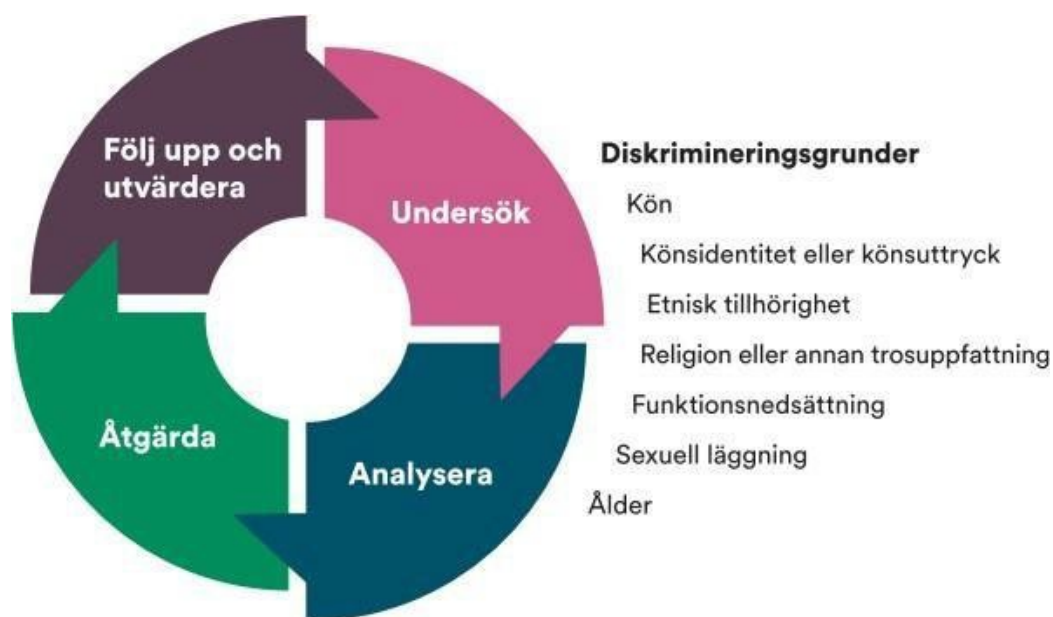 Följ upp och
utvärdera
Undersök
Analysera
Åtgärda
Diskrimineringsgrunder
Kön
Könsidentitet eller könsuttryck
Etnisk tillhörighet
Religion eller annan trosuppfattning
Funktionsnedsättning
Sexuell läggning
Ålder